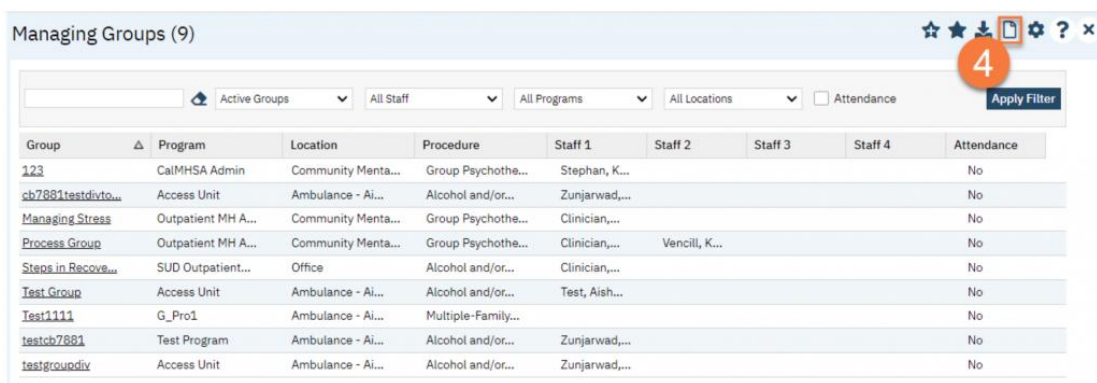 Managing Groups (9)
?
4
Active Groups All Staff All Programs All Locations Attendance Apply Filter
Group Program Location Procedure Staff 1 Staff 2 Staff 3 Staff 4 Attendance
123 CalMHSA Admin Community Menta... Group Psychothe... Stephan, K... No
cb7881testdivto... Access Unit Ambulance - Ai... Alcohol and/or... Zunjarwad,... No
Managing Stress Outpatient MH A... Community Menta... Group Psychothe... Clinician,... No
Process Group Outpatient MH A... Community Menta... Group Psychothe... Clinician,... Vencill, K... No
Steps in Recove... SUD Outpatient... Office Alcohol and/or... Clinician,... No
Test Group Access Unit Ambulance - Ai... Alcohol and/or... Test, Aish... No
Test1111 G_Pro1 Ambulance - Ai... Multiple-Family... No
testcb7881 Test Program Ambulance - Ai... Alcohol and/or... Zunjarwad,... No
testgroupdiv Access Unit Ambulance - Ai... Alcohol and/or... Zunjarwad,... No